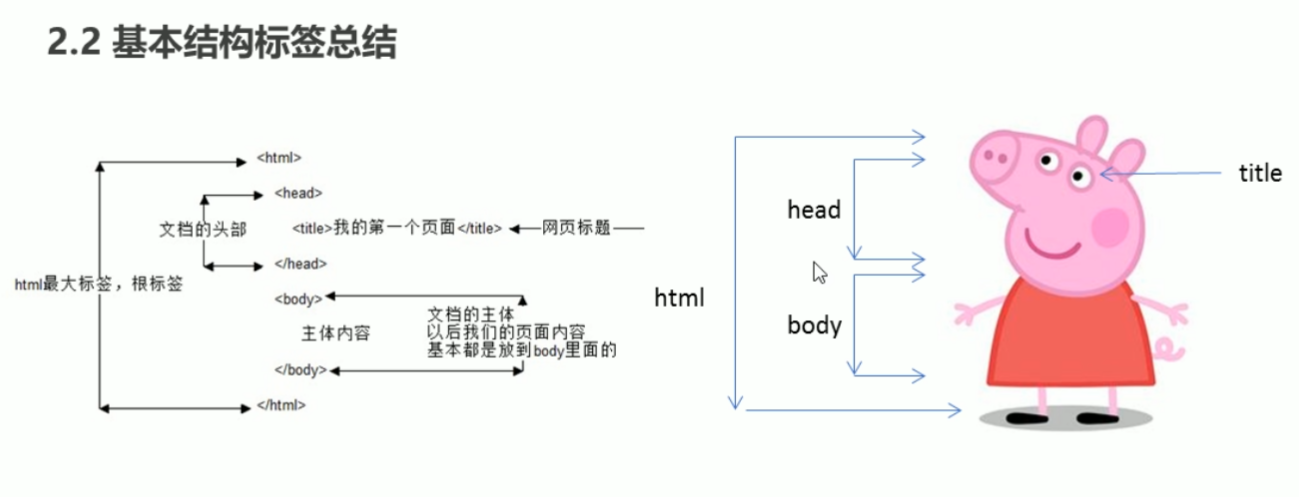 2.2 基本结构标签总结
<html>
<head>
文档的头部
<title>我的第一个页面</title>
网页标题
</head>
html最大标签，根标签
<body>
主体内容
文档的主体
以后我们的页面内容
基本都是放到body里面的
</body>
</html>
title
head
html
body